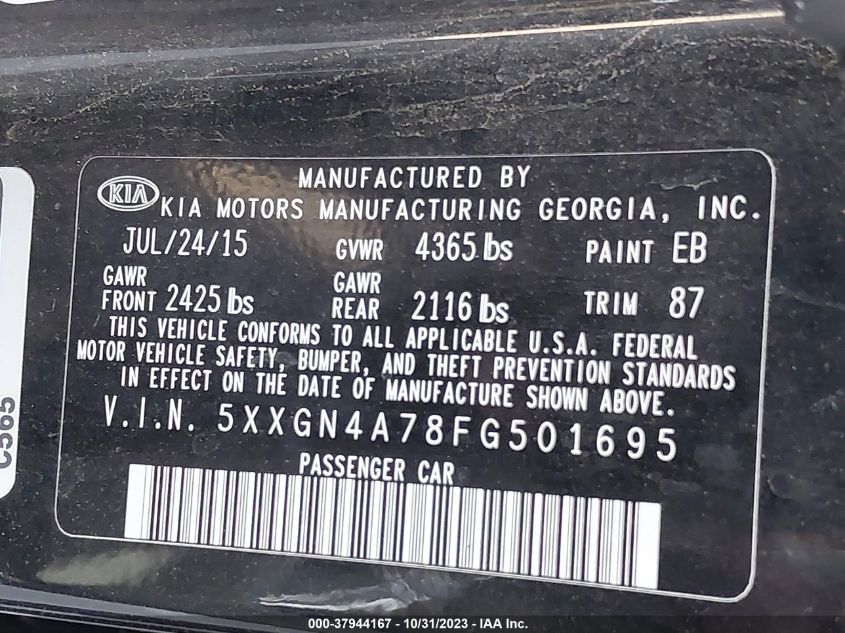 MANUFACTURED BY
KIA KIA MOTORS MANUFACTURING GEORGIA, INC.
JUL/24/15 GVWR 4365 lbs PAINT EB
GAWR GAWR
FRONT 2425 lbs REAR 2116 lbs TRIM 87
THIS VEHICLE CONFORMS TO ALL APPLICABLE U.S.A. FEDERAL
MOTOR VEHICLE SAFETY, BUMPER, AND THEFT PREVENTION STANDARDS
IN EFFECT ON THE DATE OF MANUFACTURE SHOWN ABOVE.
V.I.N. 5XXGN4A78FG501695
PASSENGER CAR
000-37944167 - 10/31/2023 - IAA Inc.